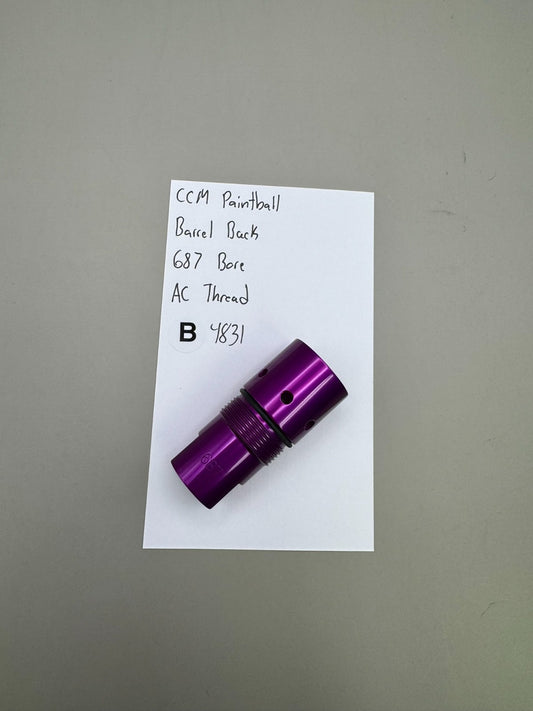 CCM Paintball
Barrel Back
687 Bore
AC Thread
B 4831